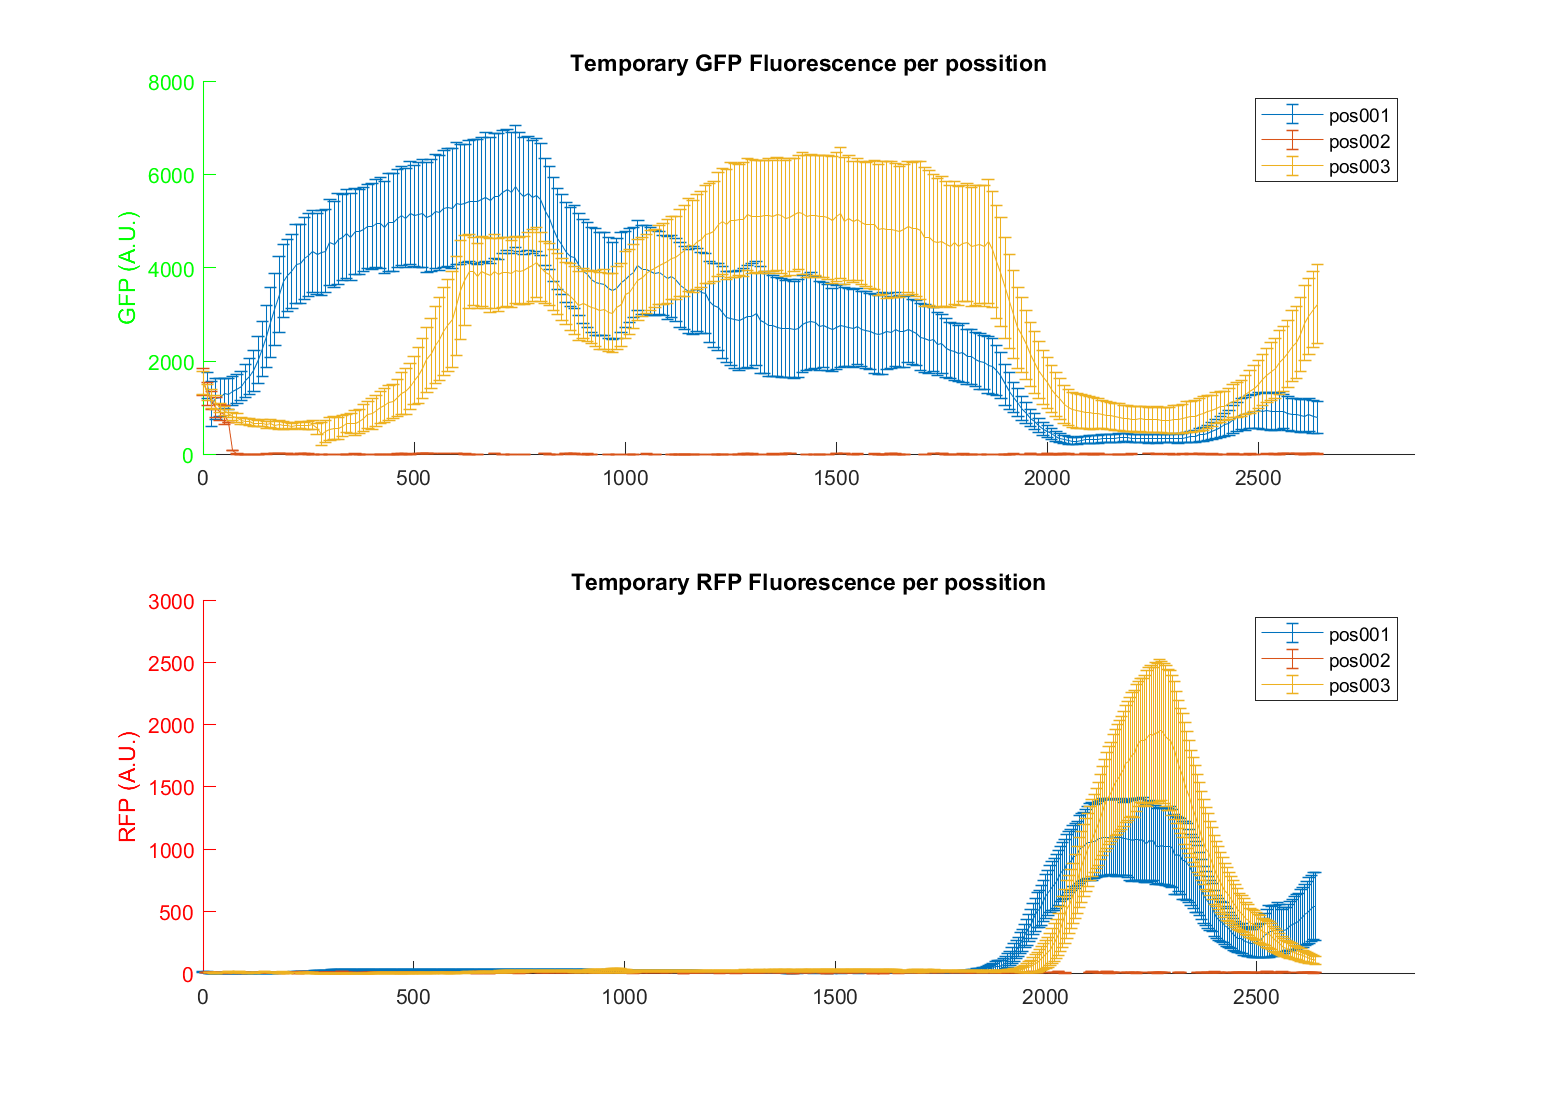 Temporary GFP Fluorescence per possition
8000
6000
4000
2000
0
GFP (A.U.)
0 500 1000 1500 2000 2500
pos001
pos002
pos003
Temporary RFP Fluorescence per possition
3000
2500
2000
1500
1000
500
0
RFP (A.U.)
0 500 1000 1500 2000 2500
pos001
pos002
pos003